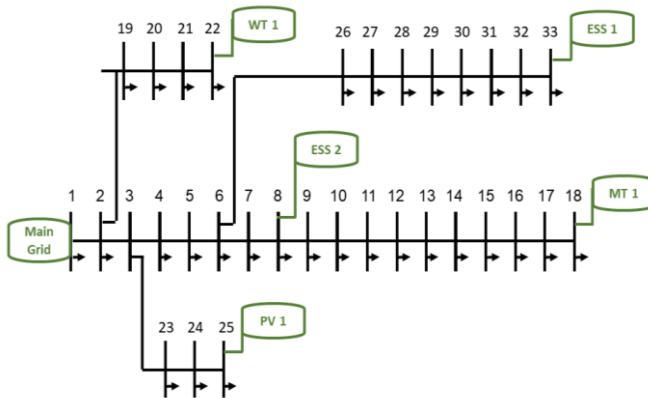 19 20 21 22 WT 1
26 27 28 29 30 31 32 33 ESS 1
ESS 2
1 2 3 4 5 6 7 8 9 10 11 12 13 14 15 16 17 18 MT 1
Main
Grid
23 24 25 PV 1